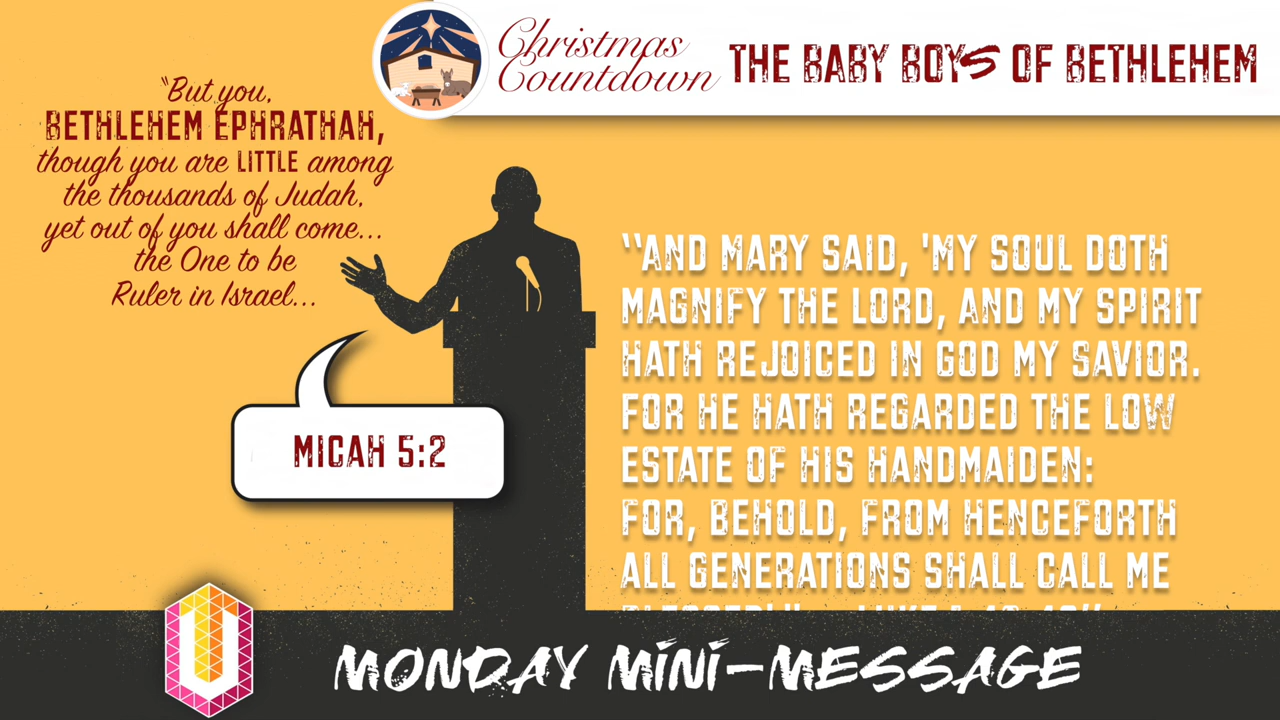 Christmas
Countdown
THE BABY BOYS OF BETHLEHEM
"But you,
BETHLEHEM EPHRATHAH,
though you are LITTLE among
the thousands of Judah,
yet out of you shall come...
the One to be
Ruler in Israel...
MICAH 5:2
"AND MARY SAID, 'MY SOUL DOTH
MAGNIFY THE LORD, AND MY SPIRIT
HATH REJOICED IN GOD MY SAVIOR.
FOR HE HATH REGARDED THE LOW
ESTATE OF HIS HANDMAIDEN:
FOR, BEHOLD, FROM HENCEFORTH
ALL GENERATIONS SHALL CALL ME
U
MONDAY MINI-MESSAGE